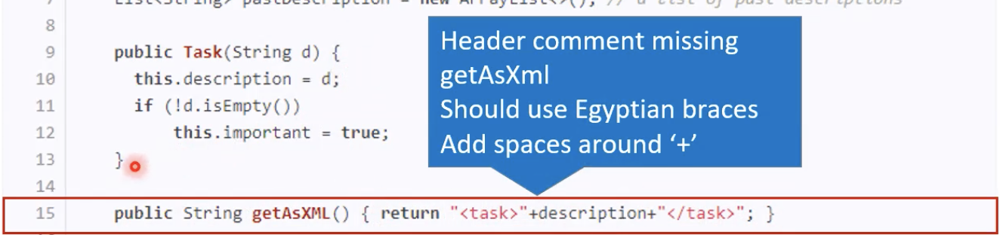 7 List<String> pastDescription = new ArrayList<>(); // a list of past descriptions
8
9 public Task(String d) {
10 this.description = d;
11 if (!d.isEmpty())
12 this.important = true;
13 }
14
15 public String getAsXML() { return "<task>"+description+"</task>"; }
Header comment missing
getAsXml
Should use Egyptian braces
Add spaces around ‘+’